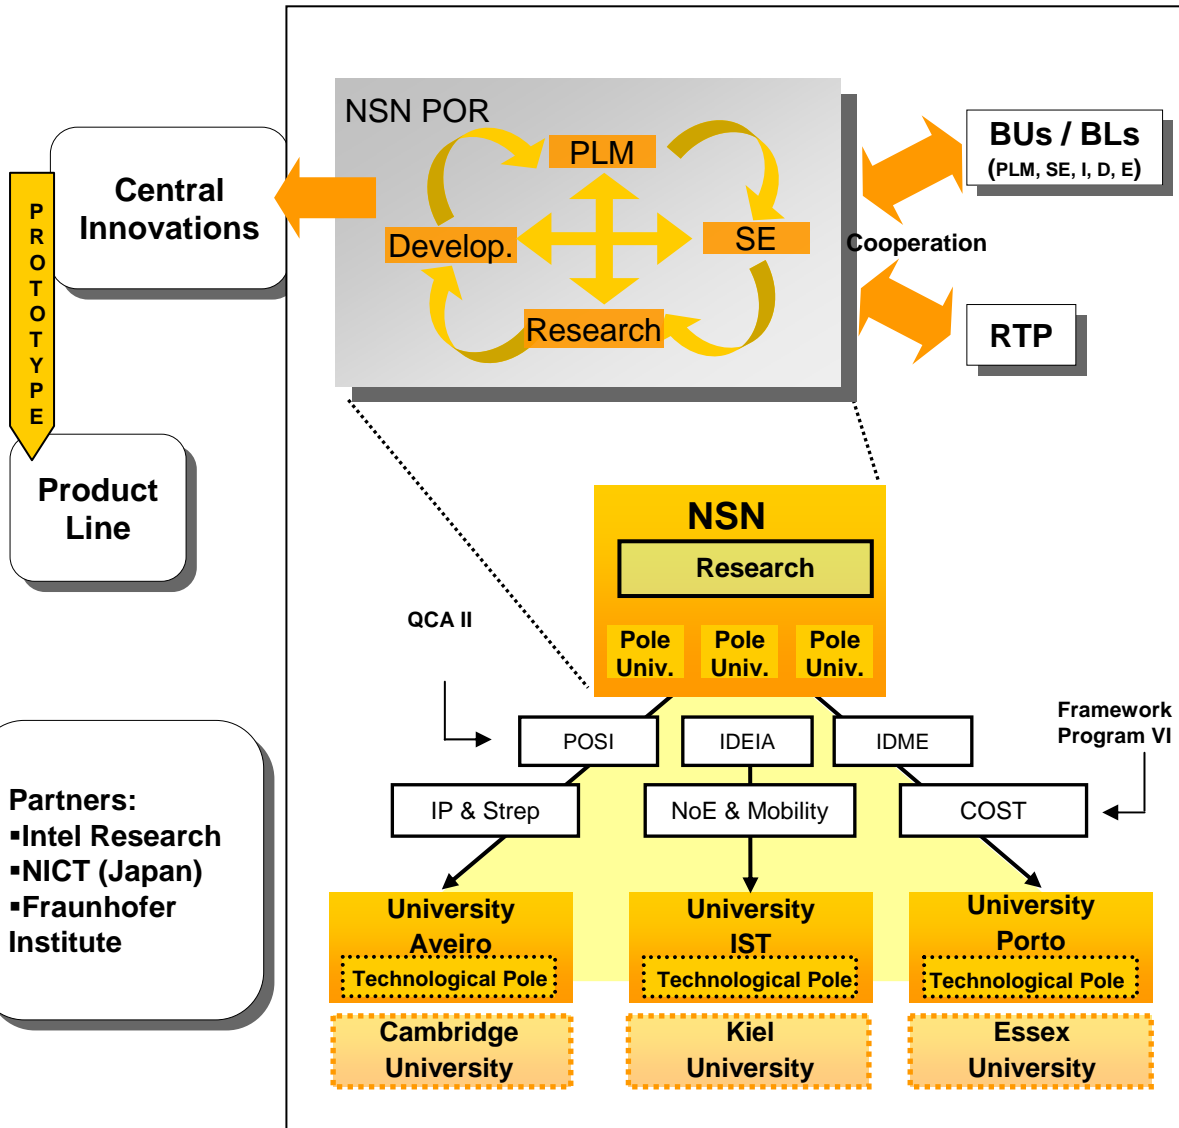 NSN POR
PLM
Develop.
SE
Research
BUs / BLs
(PLM, SE, I, D, E)
Cooperation
RTP
Central
Innovations
P
R
O
T
O
T
Y
P
E
Product
Line
NSN
Research
Pole
Univ.
Pole
Univ.
Pole
Univ.
QCA II
POSI
IDEIA
IDME
Framework
Program VI
IP & Strep
NoE & Mobility
COST
Partners:
▪Intel Research
▪NICT (Japan)
▪Fraunhofer
Institute
University
Aveiro
Technological Pole
University
IST
Technological Pole
University
Porto
Technological Pole
Cambridge
University
Kiel
University
Essex
University